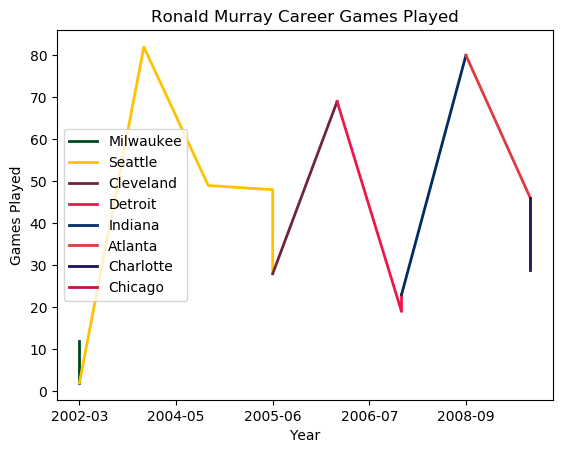 Ronald Murray Career Games Played
Games Played
80
70
60
50
40
30
20
10
0
Milwaukee
Seattle
Cleveland
Detroit
Indiana
Atlanta
Charlotte
Chicago
2002-03 2004-05 2005-06 2006-07 2008-09
Year